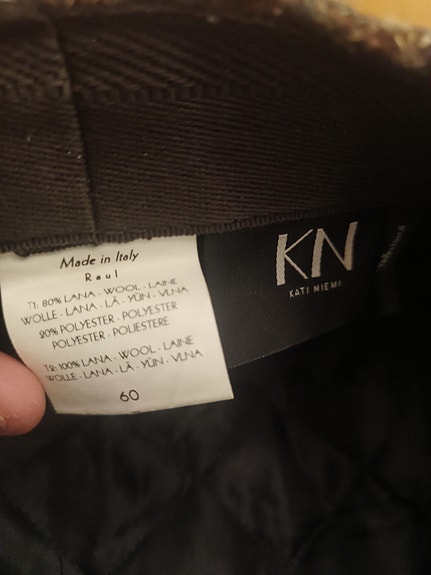 Made in Italy
Raul
T1: 80% LANA - WOOL - LAINE
WOLLE - LANA - LÃ - YÜN - VLNA
20% POLYESTER - POLYESTER
POLYESTER - POLIESTERE
T2: 100% LANA - WOOL - LAINE
WOLLE - LANA - LÃ - YÜN - VLNA
60
KN
KATI NIEMI